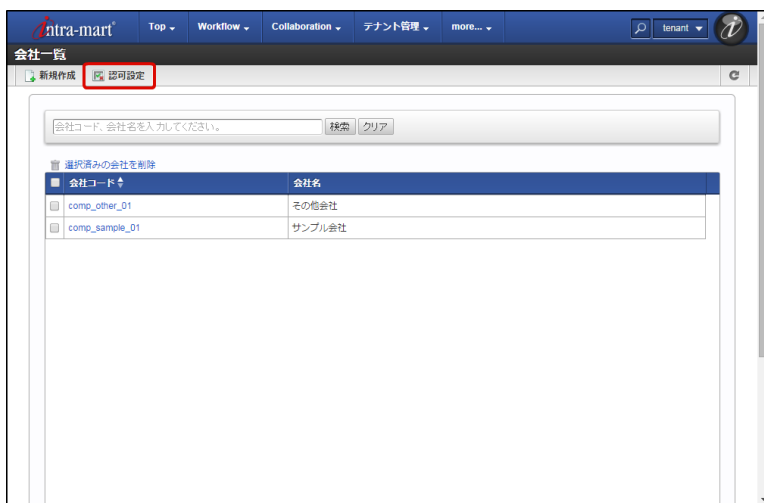 intra-mart® Top Workflow Collaboration テナント管理 more... tenant
会社一覧
新規作成 認可設定
会社コード、会社名を入力してください。 検索 クリア
選択済みの会社を削除
会社コード 会社名
comp_other_01 その他会社
comp_sample_01 サンプル会社